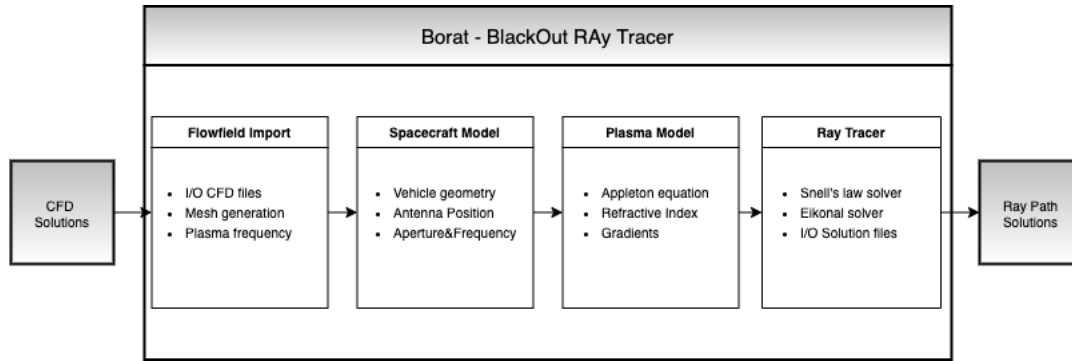 Borat - BlackOut RAy Tracer
CFD
Solutions
Flowfield Import
• I/O CFD files
• Mesh generation
• Plasma frequency
Spacecraft Model
• Vehicle geometry
• Antenna Position
• Aperture&Frequency
Plasma Model
• Appleton equation
• Refractive Index
• Gradients
Ray Tracer
• Snell's law solver
• Eikonal solver
• I/O Solution files
Ray Path
Solutions